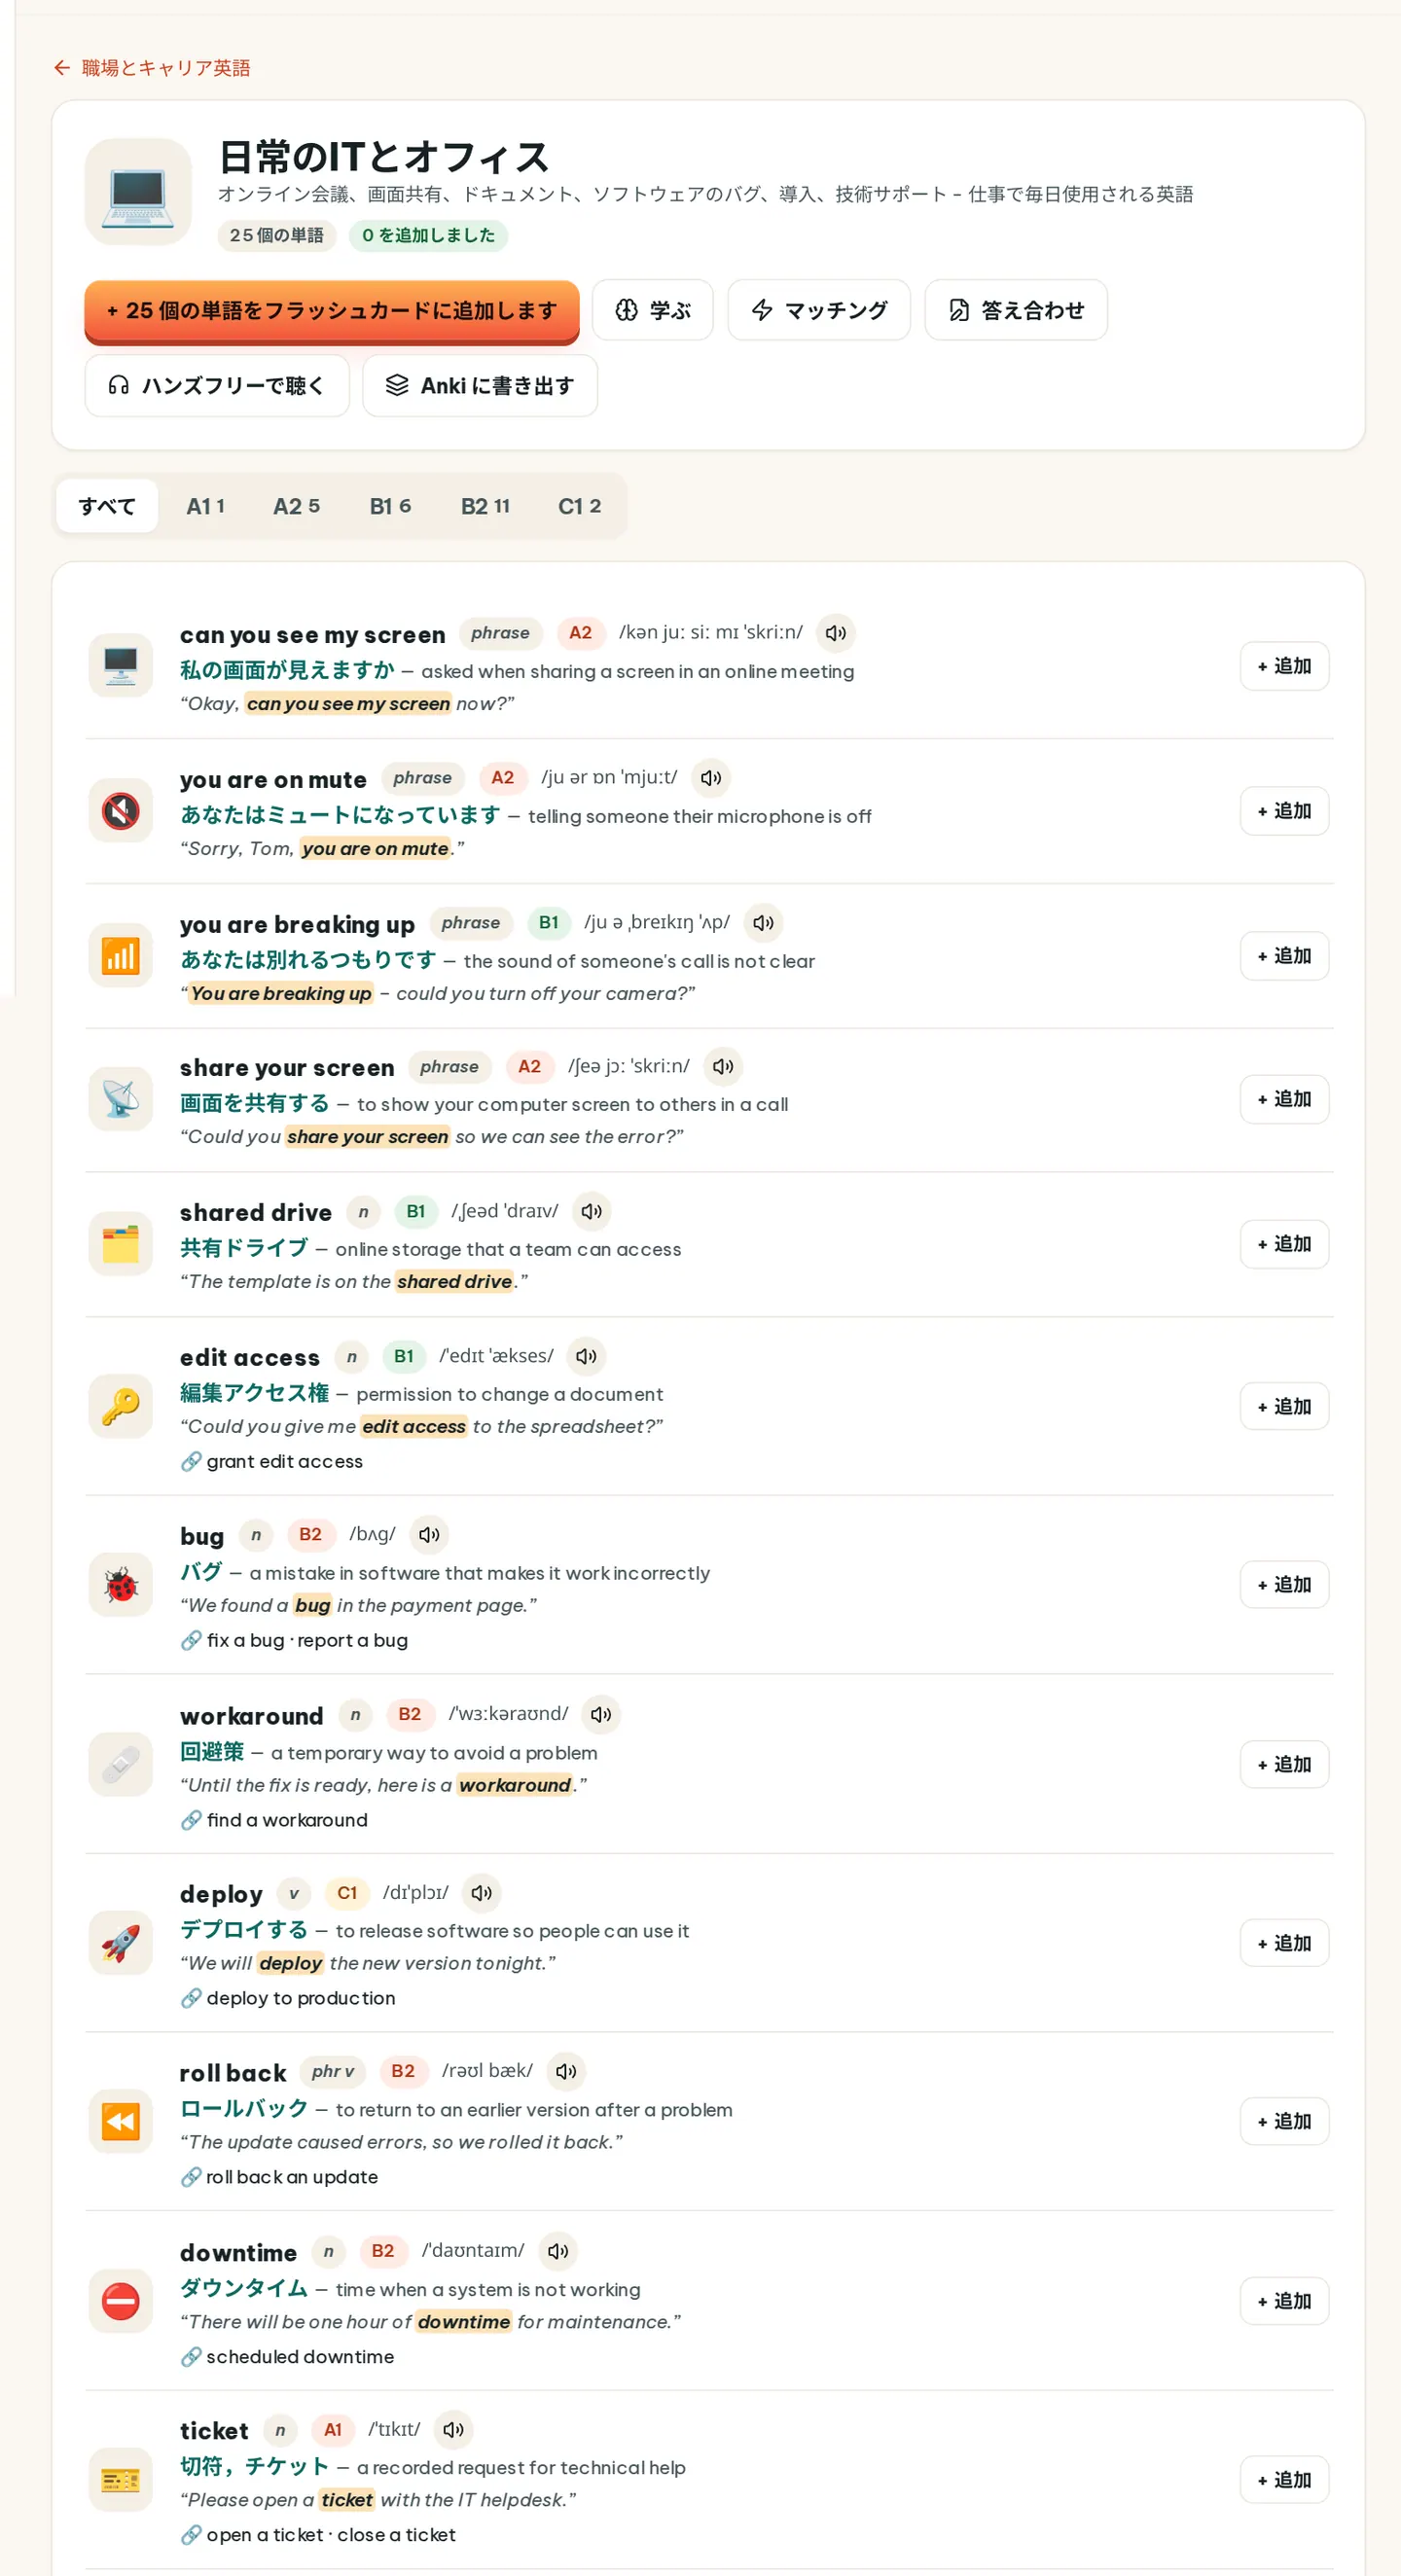 ← 職場とキャリア英語
日常のITとオフィス
オンライン会議、画面共有、ドキュメント、ソフトウェアのバグ、導入、技術サポート - 仕事で毎日使用される英語
25 個の単語 0 を追加しました
+ 25 個の単語をフラッシュカードに追加します 学ぶ マッチング 答え合わせ
ハンズフリーで聴く Anki に書き出す
すべて A1 1 A2 5 B1 6 B2 11 C1 2
can you see my screen phrase A2 /kən juː siː mɪ ˈskriːn/
私の画面が見えますか – asked when sharing a screen in an online meeting
+ 追加
“Okay, can you see my screen now?”
you are on mute phrase A2 /ju ər ɒn ˈmjuːt/
あなたはミュートになっています – telling someone their microphone is off
+ 追加
“Sorry, Tom, you are on mute.”
you are breaking up phrase B1 /ju ə ˌbreɪkɪŋ ˈʌp/
あなたは別れるつもりです – the sound of someone's call is not clear
+ 追加
“You are breaking up – could you turn off your camera?”
share your screen phrase A2 /ʃeə jɔː ˈskriːn/
画面を共有する – to show your computer screen to others in a call
+ 追加
“Could you share your screen so we can see the error?”
shared drive n B1 /ˌʃeəd ˈdraɪv/
共有ドライブ – online storage that a team can access
+ 追加
“The template is on the shared drive.”
edit access n B1 /ˈedɪt ˈækses/
編集アクセス権 – permission to change a document
+ 追加
“Could you give me edit access to the spreadsheet?”
🔗 grant edit access
bug n B2 /bʌɡ/
バグ – a mistake in software that makes it work incorrectly
+ 追加
“We found a bug in the payment page.”
🔗 fix a bug · report a bug
workaround n B2 /ˈwɜːkəraʊnd/
回避策 – a temporary way to avoid a problem
+ 追加
“Until the fix is ready, here is a workaround.”
🔗 find a workaround
deploy v C1 /dɪˈplɔɪ/
デプロイする – to release software so people can use it
+ 追加
“We will deploy the new version tonight.”
🔗 deploy to production
roll back phr v B2 /rəʊl bæk/
ロールバック – to return to an earlier version after a problem
+ 追加
“The update caused errors, so we rolled it back.”
🔗 roll back an update
downtime n B2 /ˈdaʊntaɪm/
ダウンタイム – time when a system is not working
+ 追加
“There will be one hour of downtime for maintenance.”
🔗 scheduled downtime
ticket n A1 /ˈtɪkɪt/
切符，チケット – a recorded request for technical help
+ 追加
“Please open a ticket with the IT helpdesk.”
🔗 open a ticket · close a ticket